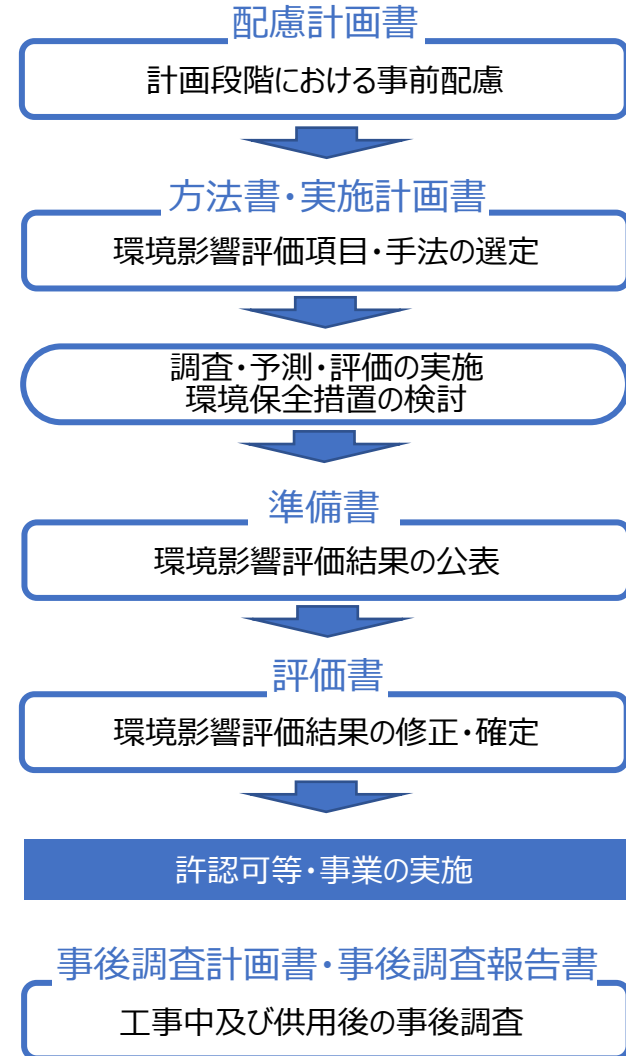 配慮計画書
計画段階における事前配慮
方法書・実施計画書
環境影響評価項目・手法の選定
調査・予測・評価の実施
環境保全措置の検討
準備書
環境影響評価結果の公表
評価書
環境影響評価結果の修正・確定
許認可等・事業の実施
事後調査計画書・事後調査報告書
工事中及び供用後の事後調査